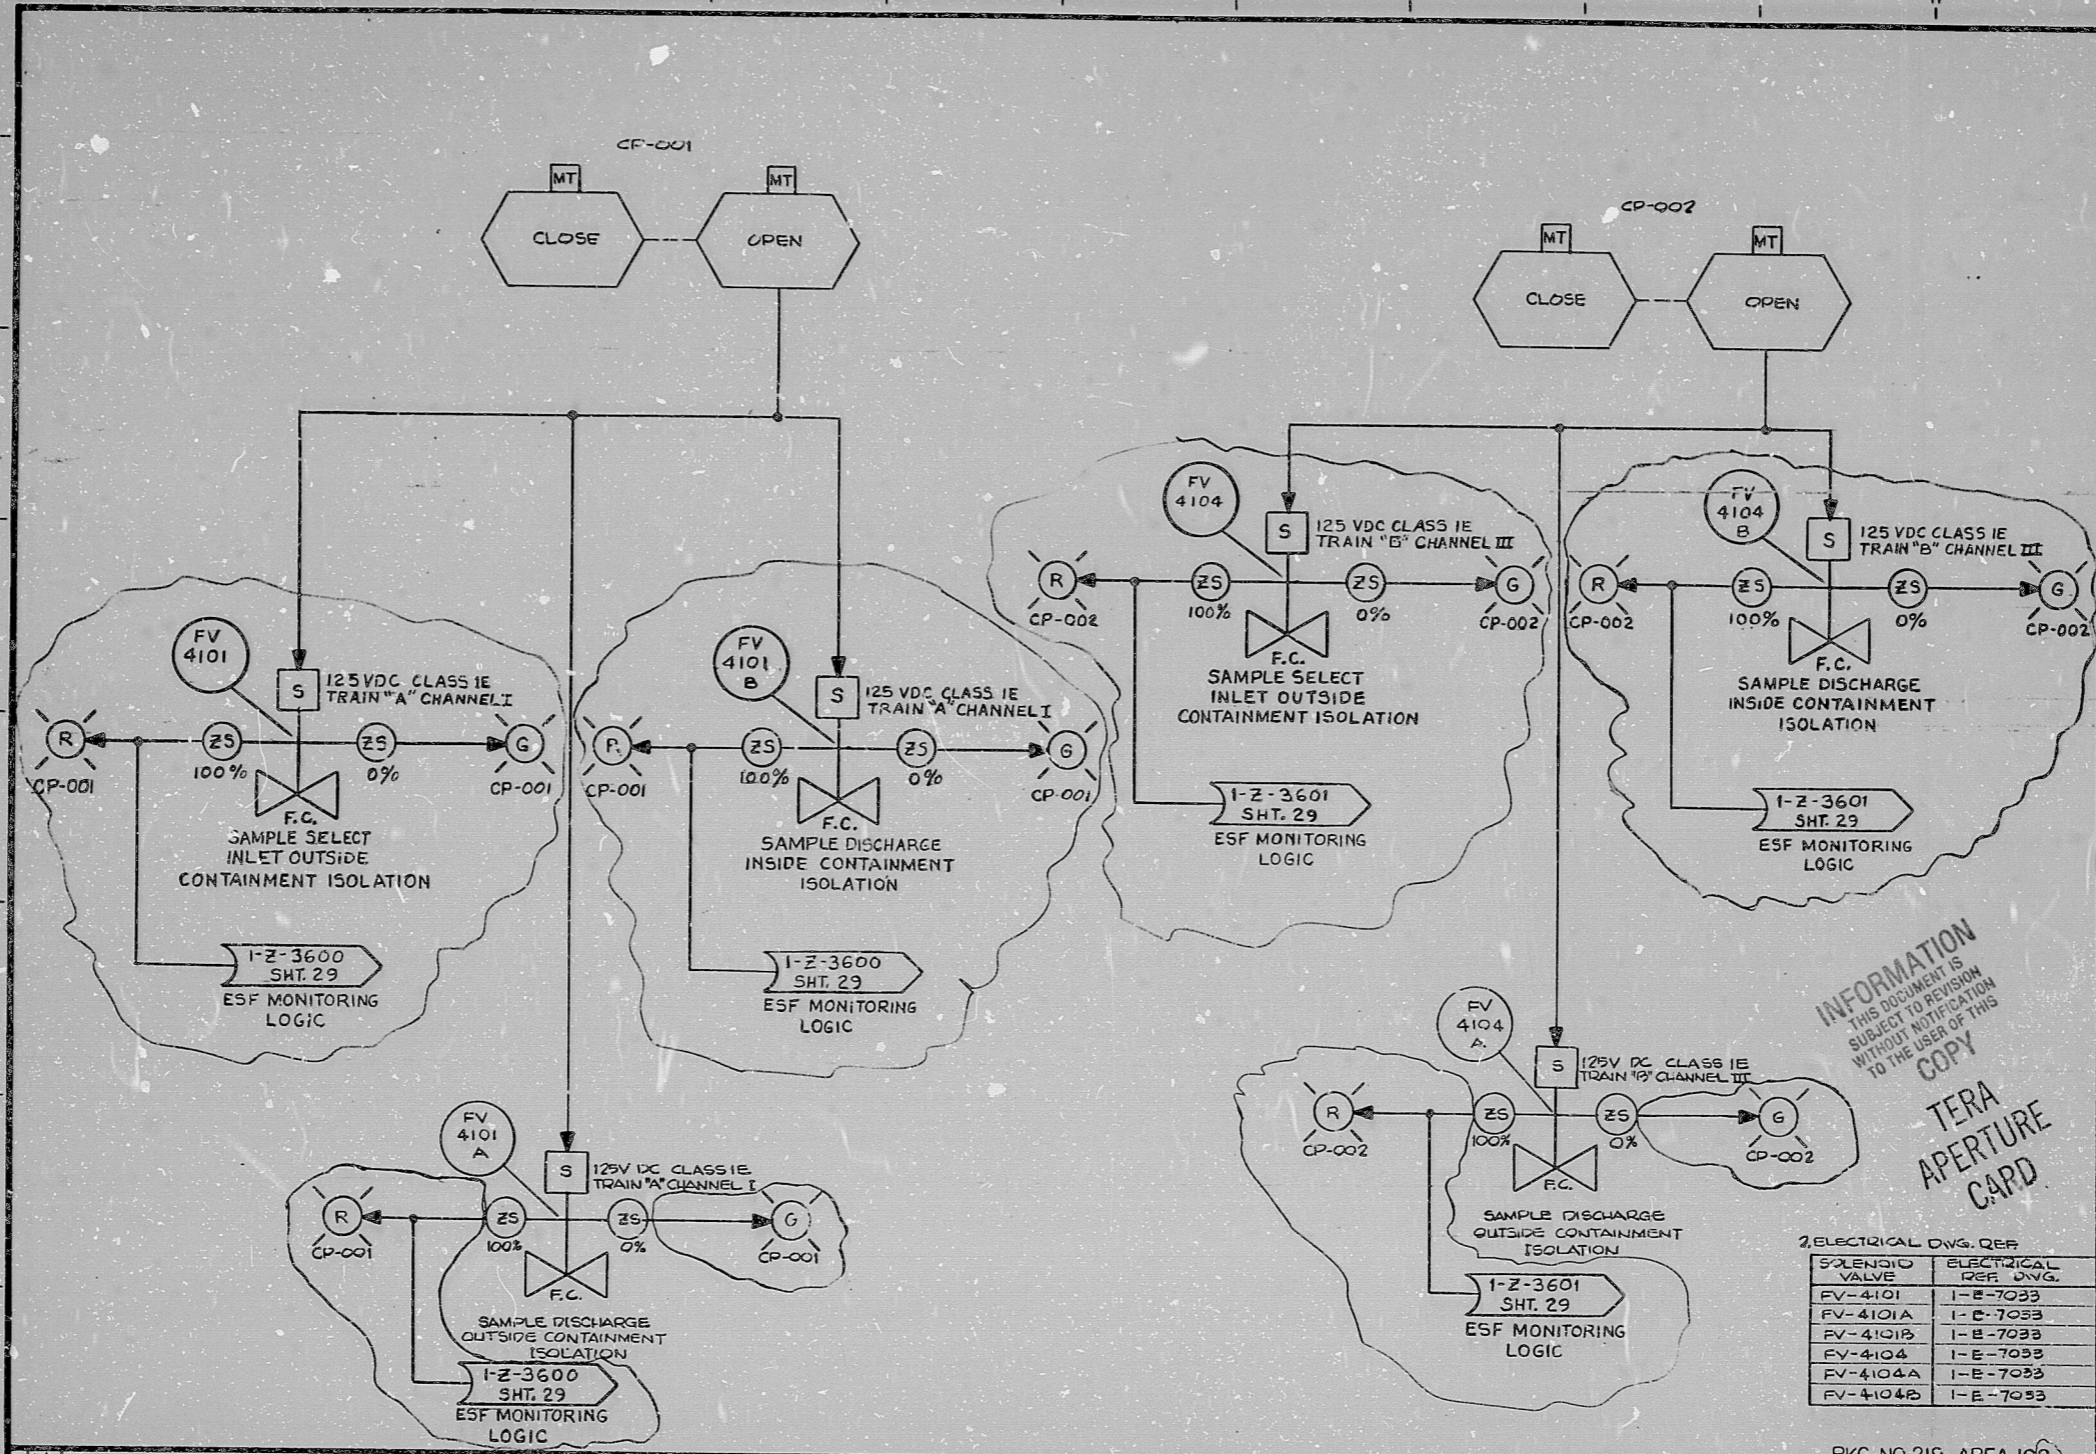 CP-001
MT
MT
CLOSE
OPEN
CP-002
MT
MT
CLOSE
OPEN
FV
4101
S
125 VDC CLASS 1E
TRAIN "A" CHANNEL I
R
ZS
ZS
G
CP-001
100%
0%
CP-001
F.C.
SAMPLE SELECT
INLET OUTSIDE
CONTAINMENT ISOLATION
1-Z-3600
SHT. 29
ESF MONITORING
LOGIC
FV
4101
B
S
125 VDC CLASS 1E
TRAIN "A" CHANNEL I
R
ZS
ZS
G
CP-001
100%
0%
CP-001
F.C.
SAMPLE DISCHARGE
INSIDE CONTAINMENT
ISOLATION
1-Z-3600
SHT. 29
ESF MONITORING
LOGIC
FV
4101
A
S
125V DC CLASS 1E
TRAIN "A" CHANNEL I
R
ZS
ZS
G
CP-001
100%
0%
CP-001
F.C.
SAMPLE DISCHARGE
OUTSIDE CONTAINMENT
ISOLATION
1-Z-3600
SHT. 29
ESF MONITORING
LOGIC
FV
4104
S
125 VDC CLASS 1E
TRAIN "B" CHANNEL III
R
ZS
ZS
G
CP-002
100%
0%
CP-002
F.C.
SAMPLE SELECT
INLET OUTSIDE
CONTAINMENT ISOLATION
1-Z-3601
SHT. 29
ESF MONITORING
LOGIC
FV
4104
B
S
125 VDC CLASS 1E
TRAIN "B" CHANNEL III
R
ZS
ZS
G
CP-002
100%
0%
CP-002
F.C.
SAMPLE DISCHARGE
INSIDE CONTAINMENT
ISOLATION
1-Z-3601
SHT. 29
ESF MONITORING
LOGIC
FV
4104
A
S
125V DC CLASS 1E
TRAIN "B" CHANNEL III
R
ZS
ZS
G
CP-002
100%
0%
CP-002
F.C.
SAMPLE DISCHARGE
OUTSIDE CONTAINMENT
ISOLATION
1-Z-3601
SHT. 29
ESF MONITORING
LOGIC
INFORMATION
THIS DOCUMENT IS
SUBJECT TO REVISION
WITHOUT NOTIFICATION
TO THE USER OF THIS
COPY
TERA
APERTURE
CARD
2. ELECTRICAL DWG. REF.
SOLENOID VALVE ELECTRICAL REF. DWG.
FV-4101 1-E-7033
FV-4101A 1-E-7033
FV-4101B 1-E-7033
FV-4104 1-E-7033
FV-4104A 1-E-7033
FV-4104B 1-E-7033